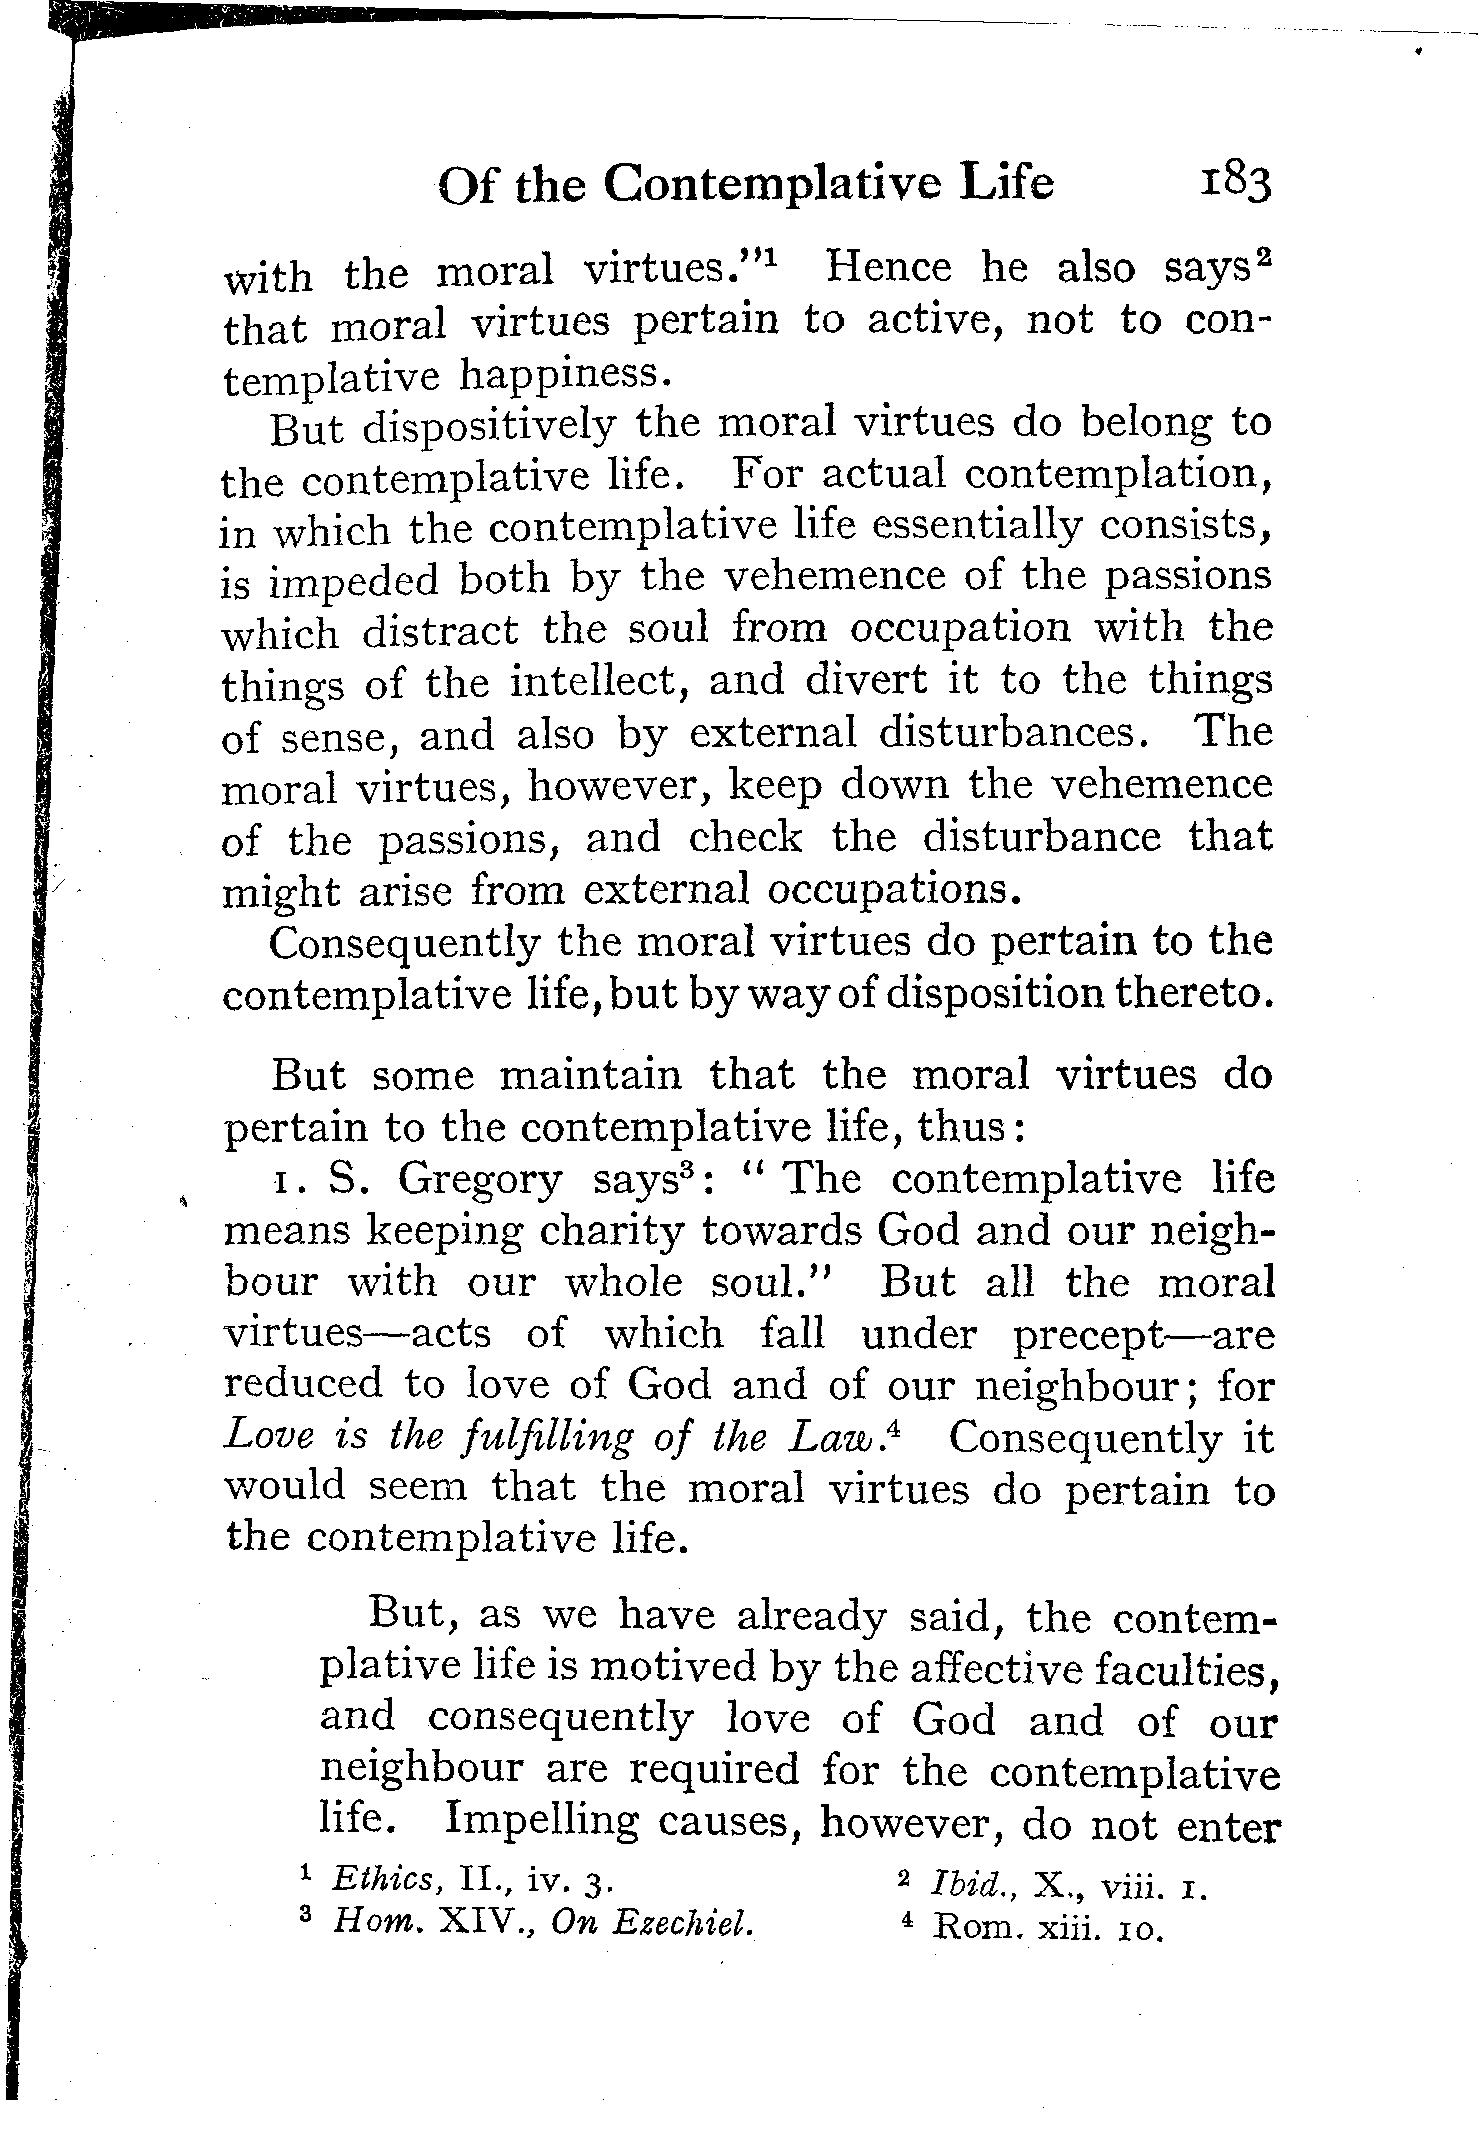 Of the Contemplative Life 183
with the moral virtues."¹ Hence he also says²
that moral virtues pertain to active, not to con-
templative happiness.
But dispositively the moral virtues do belong to
the contemplative life. For actual contemplation,
in which the contemplative life essentially consists,
is impeded both by the vehemence of the passions
which distract the soul from occupation with the
things of the intellect, and divert it to the things
of sense, and also by external disturbances. The
moral virtues, however, keep down the vehemence
of the passions, and check the disturbance that
might arise from external occupations.
Consequently the moral virtues do pertain to the
contemplative life, but by way of disposition thereto.
But some maintain that the moral virtues do
pertain to the contemplative life, thus:
1. S. Gregory says³: "The contemplative life
means keeping charity towards God and our neigh-
bour with our whole soul." But all the moral
virtues—acts of which fall under precept—are
reduced to love of God and of our neighbour; for
Love is the fulfilling of the Law.⁴ Consequently it
would seem that the moral virtues do pertain to
the contemplative life.
But, as we have already said, the contem-
plative life is motived by the affective faculties,
and consequently love of God and of our
neighbour are required for the contemplative
life. Impelling causes, however, do not enter
¹ Ethics, II., iv. 3. ² Ibid., X., viii. 1.
³ Hom. XIV., On Ezechiel. ⁴ Rom. xiii. 10.